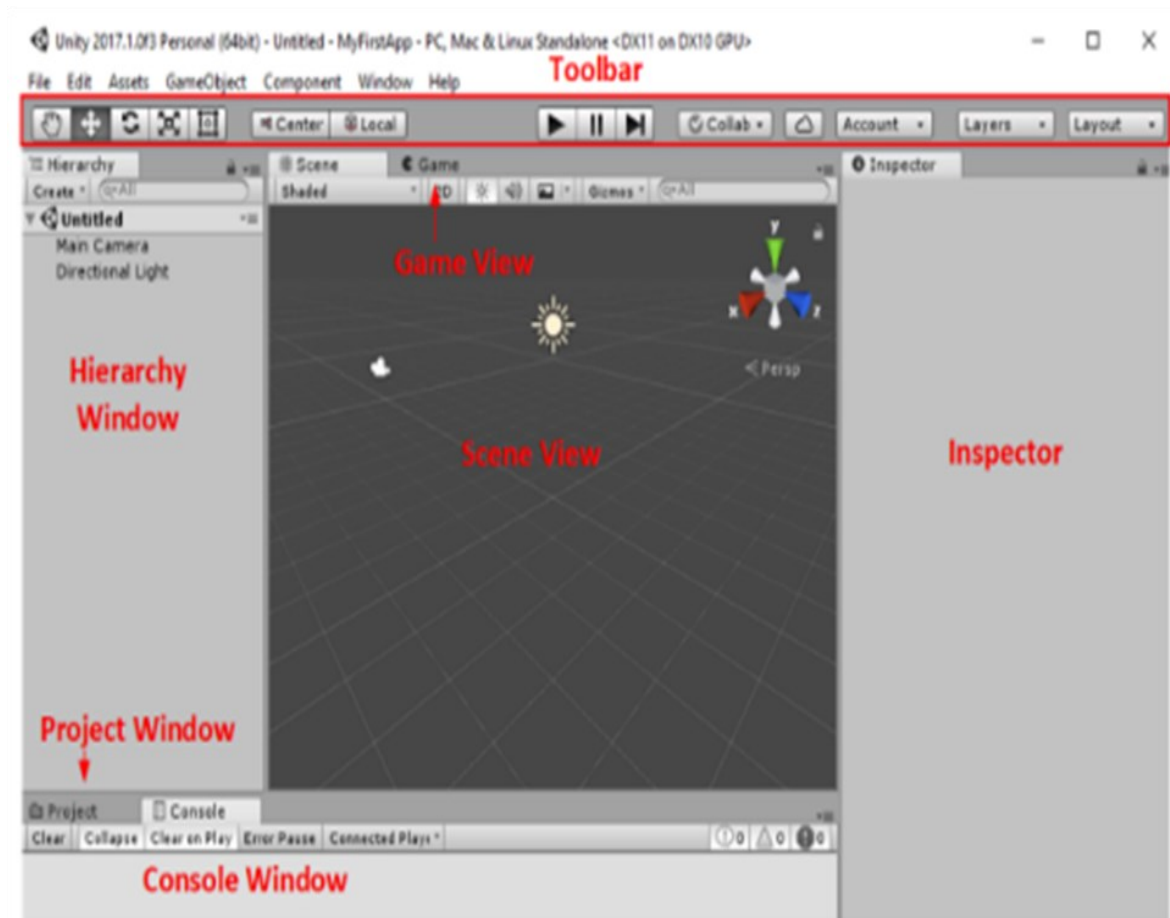 Unity 2017.1.0f3 Personal (64bit) - Untitled - MyFirstApp - PC, Mac & Linux Standalone <DX11 on DX10 GPU>
Toolbar
File Edit Assets GameObject Component Window Help
Center Local Collab Account Layers Layout
Hierarchy Scene Game Inspector
Create All Shaded 2D Gizmos All
Untitled
Main Camera
Directional Light
Game View
y
x z
Persp
Hierarchy
Window
Scene View
Inspector
Project Window
Project Console
Clear Collapse Clear on Play Error Pause Connected Playe 0 0 0
Console Window